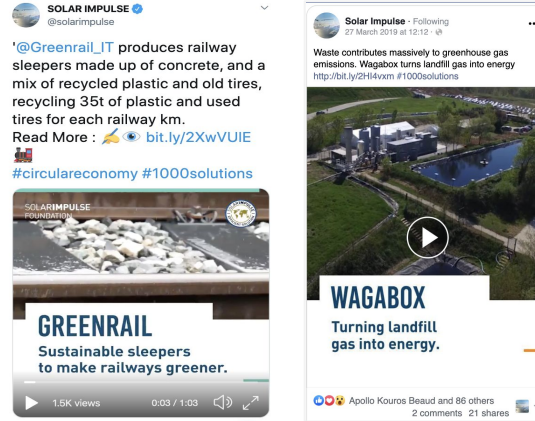 SOLAR IMPULSE
@solarimpulse
'@Greenrail_IT produces railway
sleepers made up of concrete, and a
mix of recycled plastic and old tires,
recycling 35t of plastic and used
tires for each railway km.
Read More : ✍️👁️ bit.ly/2XwVUIE
🚂
#circulareconomy #1000solutions
SOLARIMPULSE
FOUNDATION
GREENRAIL
Sustainable sleepers
to make railways greener.
1.5K views
0:03 / 1:03
Solar Impulse · Following
27 March 2019 at 12:12 ·
Waste contributes massively to greenhouse gas
emissions. Wagabox turns landfill gas into energy
http://bit.ly/2HI4vxm #1000solutions
WAGABOX
Turning landfill
gas into energy.
Apollo Kouros Beaud and 86 others
2 comments 21 shares